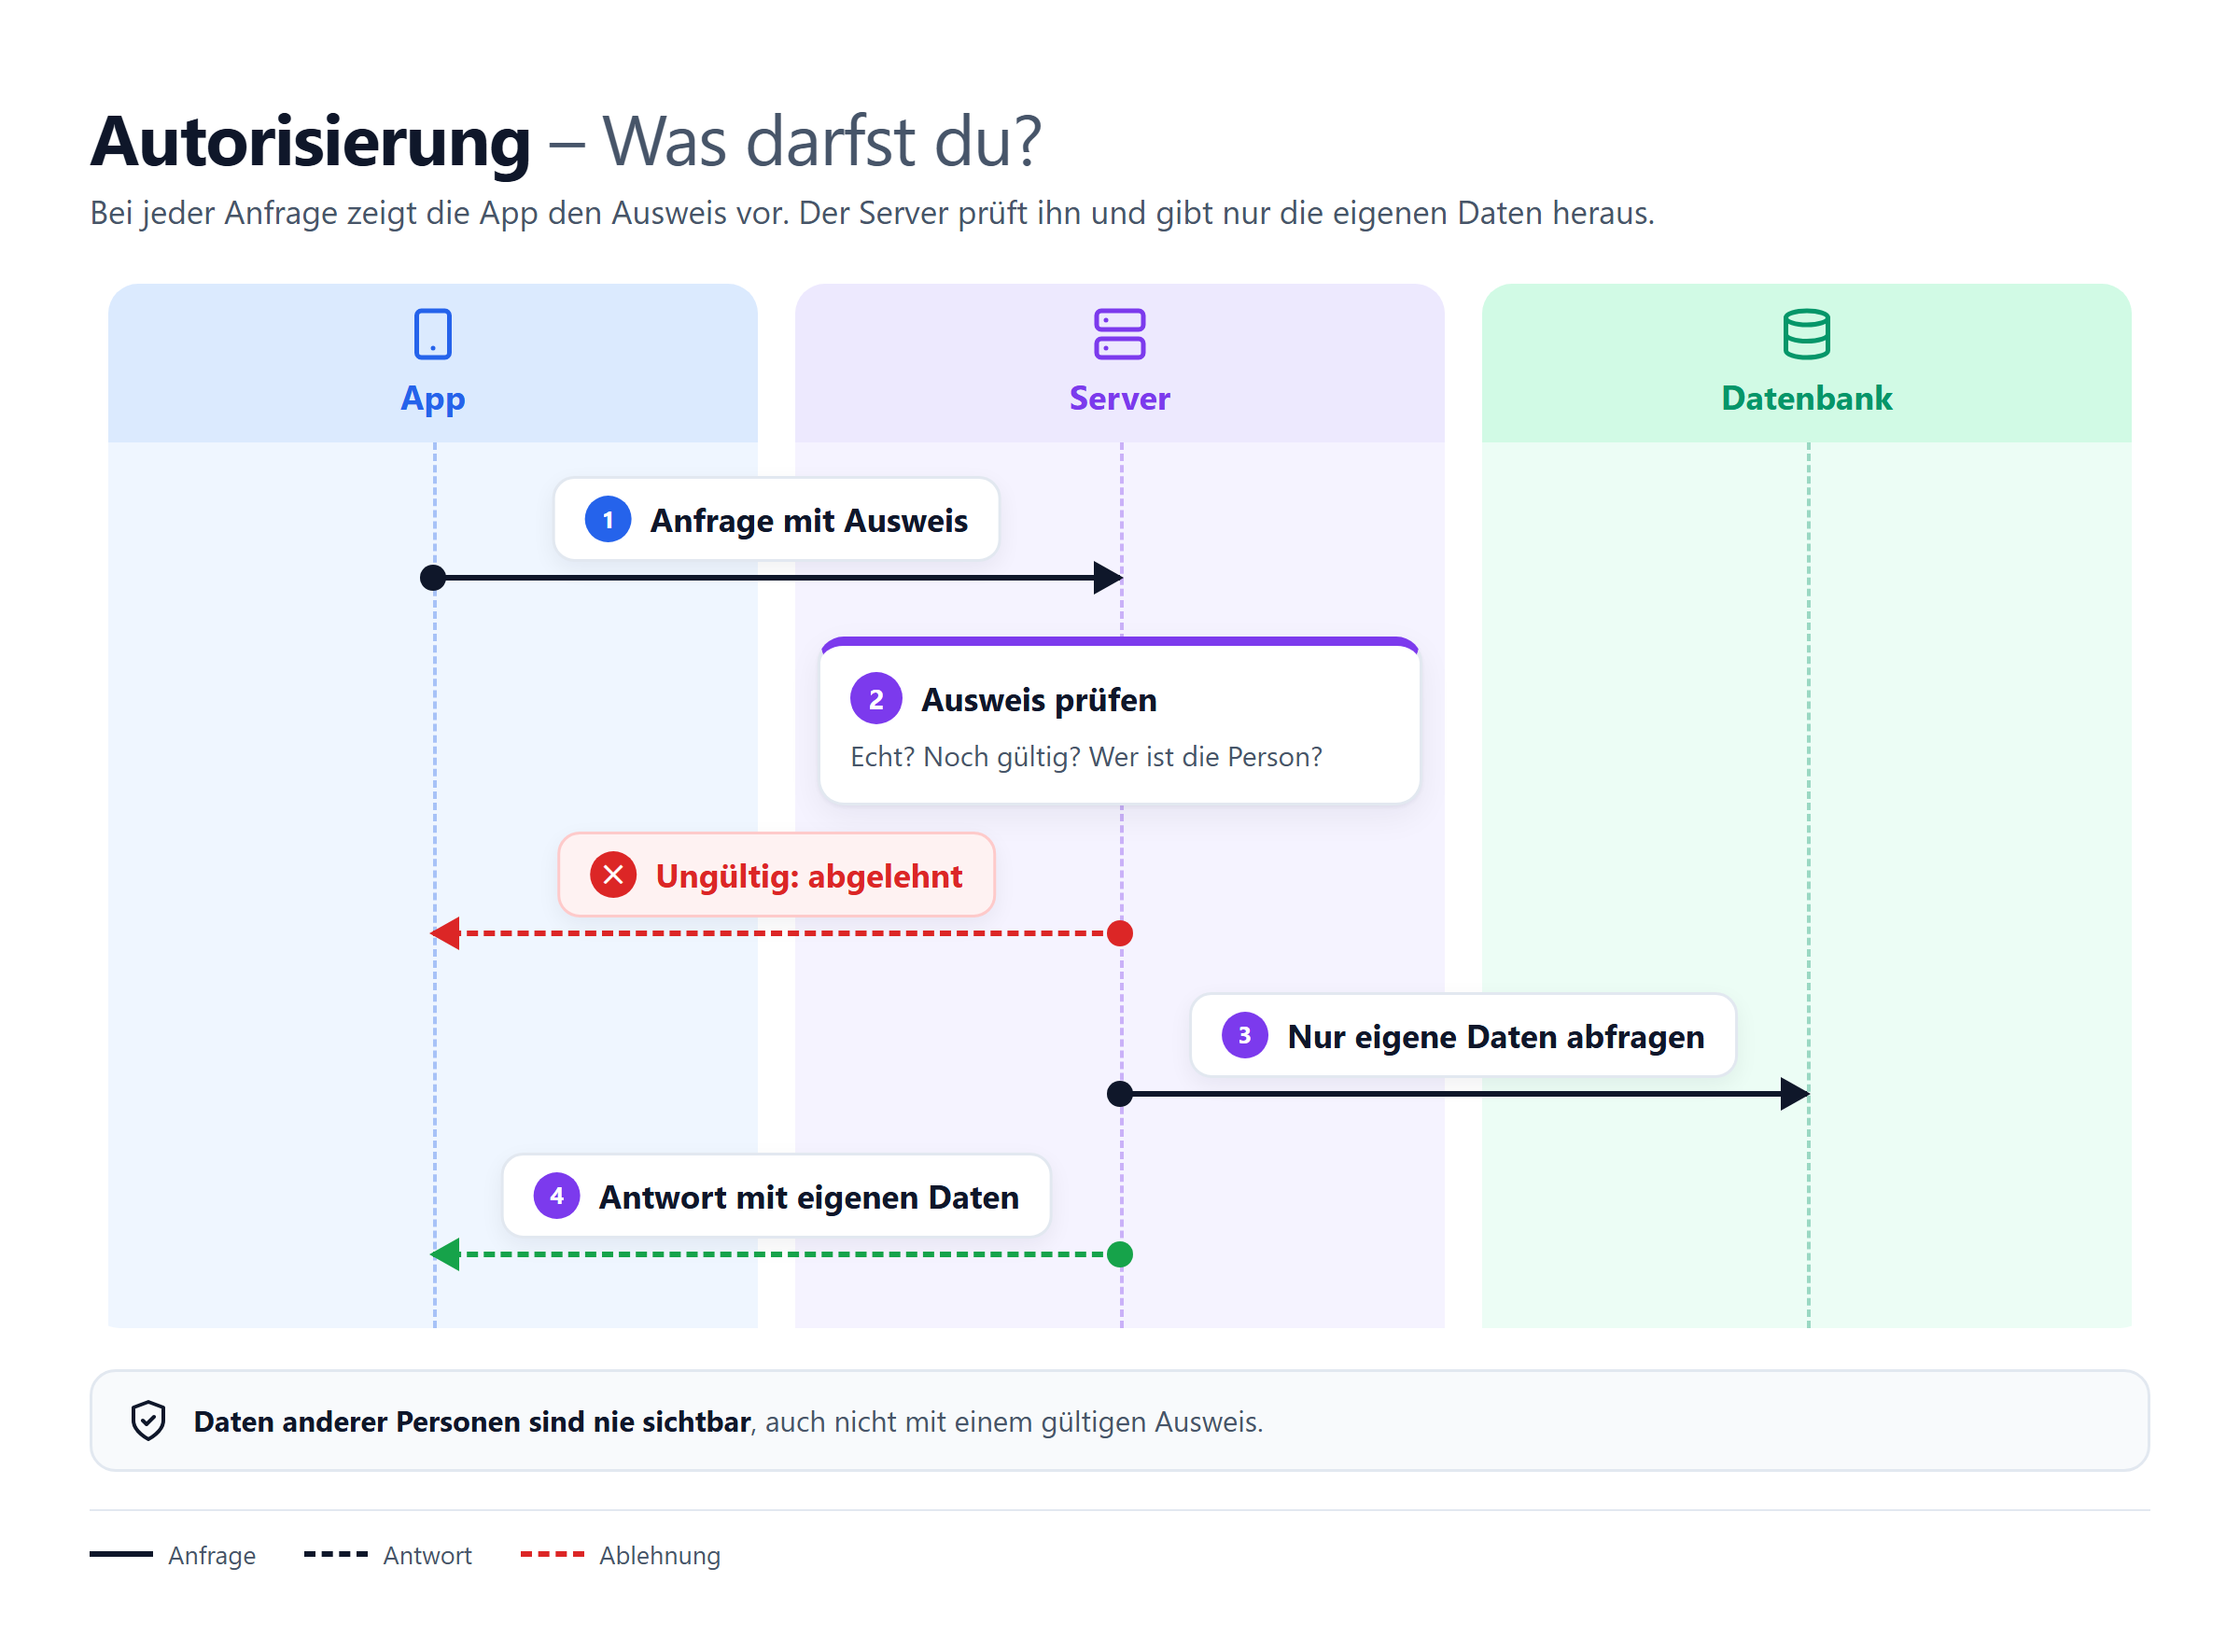 Autorisierung – Was darfst du?
Bei jeder Anfrage zeigt die App den Ausweis vor. Der Server prüft ihn und gibt nur die eigenen Daten heraus.
App
Server
Datenbank
1 Anfrage mit Ausweis
2 Ausweis prüfen
Echt? Noch gültig? Wer ist die Person?
Ungültig: abgelehnt
3 Nur eigene Daten abfragen
4 Antwort mit eigenen Daten
Daten anderer Personen sind nie sichtbar, auch nicht mit einem gültigen Ausweis.
Anfrage
Antwort
Ablehnung